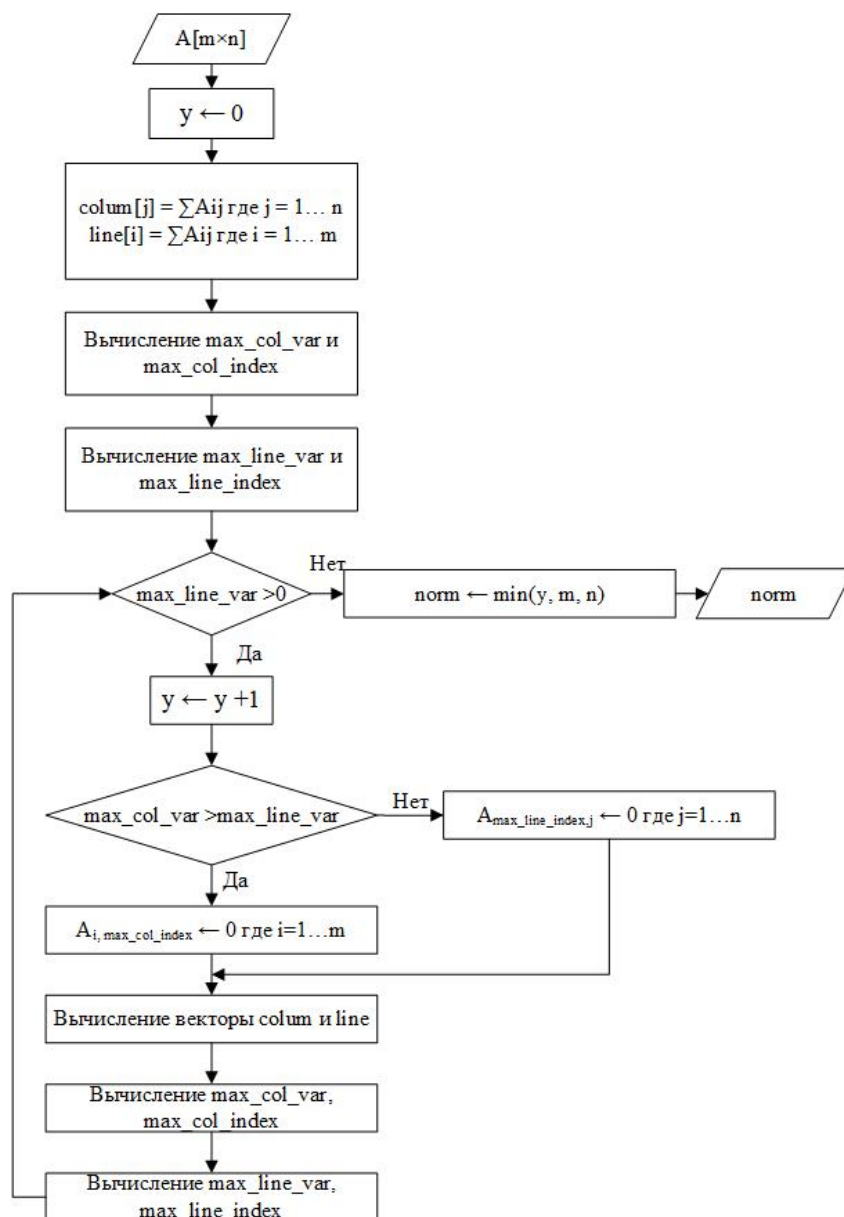 A[m×n]
y ← 0
colum[j] = ∑Aij где j = 1… n
line[i] = ∑Aij где i = 1… m
Вычисление max_col_var и
max_col_index
Вычисление max_line_var и
max_line_index
max_line_var >0
Нет
norm ← min(y, m, n)
norm
Да
y ← y +1
max_col_var >max_line_var
Нет
Amax_line_index,j ← 0 где j=1…n
Да
Ai, max_col_index ← 0 где i=1…m
Вычисление векторы colum и line
Вычисление max_col_var,
max_col_index
Вычисление max_line_var,
max_line_index